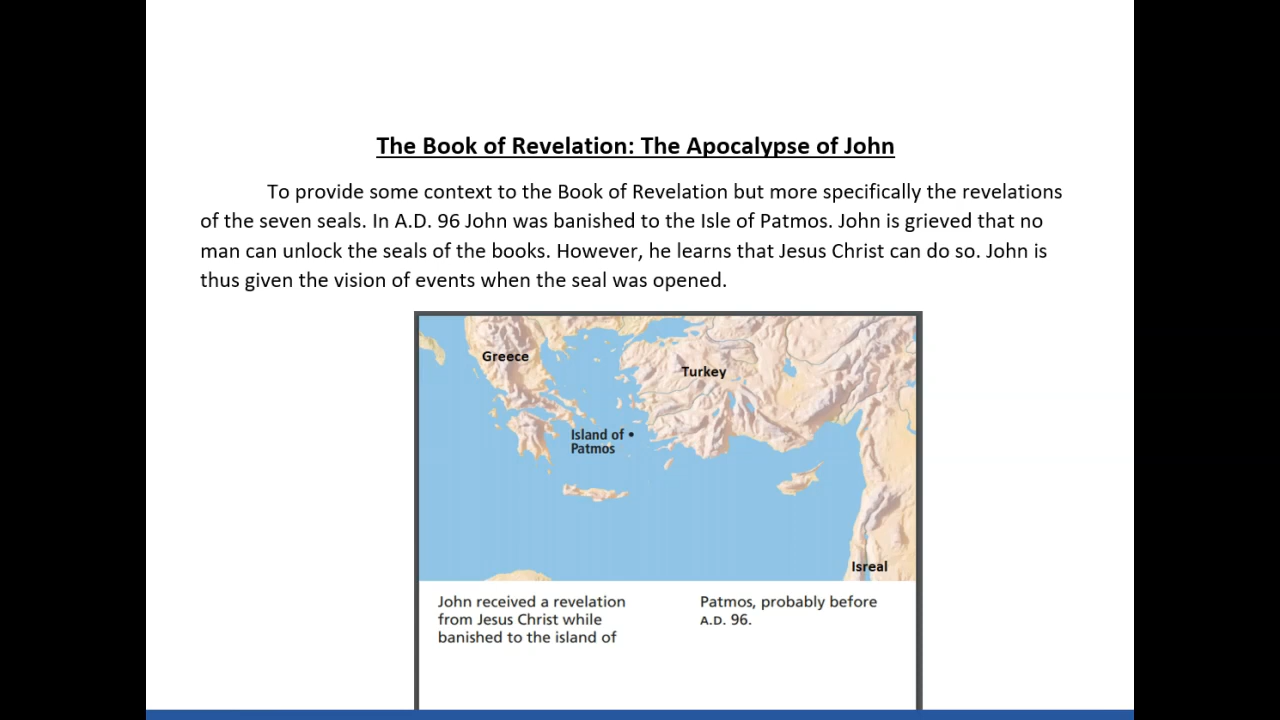 The Book of Revelation: The Apocalypse of John
To provide some context to the Book of Revelation but more specifically the revelations
of the seven seals. In A.D. 96 John was banished to the Isle of Patmos. John is grieved that no
man can unlock the seals of the books. However, he learns that Jesus Christ can do so. John is
thus given the vision of events when the seal was opened.
Greece
Turkey
Island of •
Patmos
Isreal
John received a revelation
from Jesus Christ while
banished to the island of
Patmos, probably before
A.D. 96.